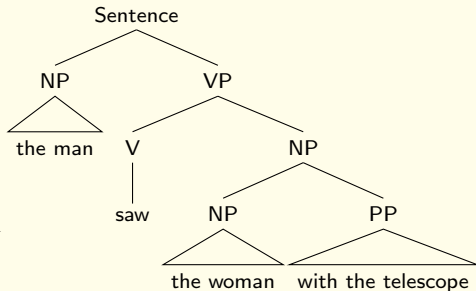 Sentence
NP VP
the man V NP
saw NP PP
the woman with the telescope